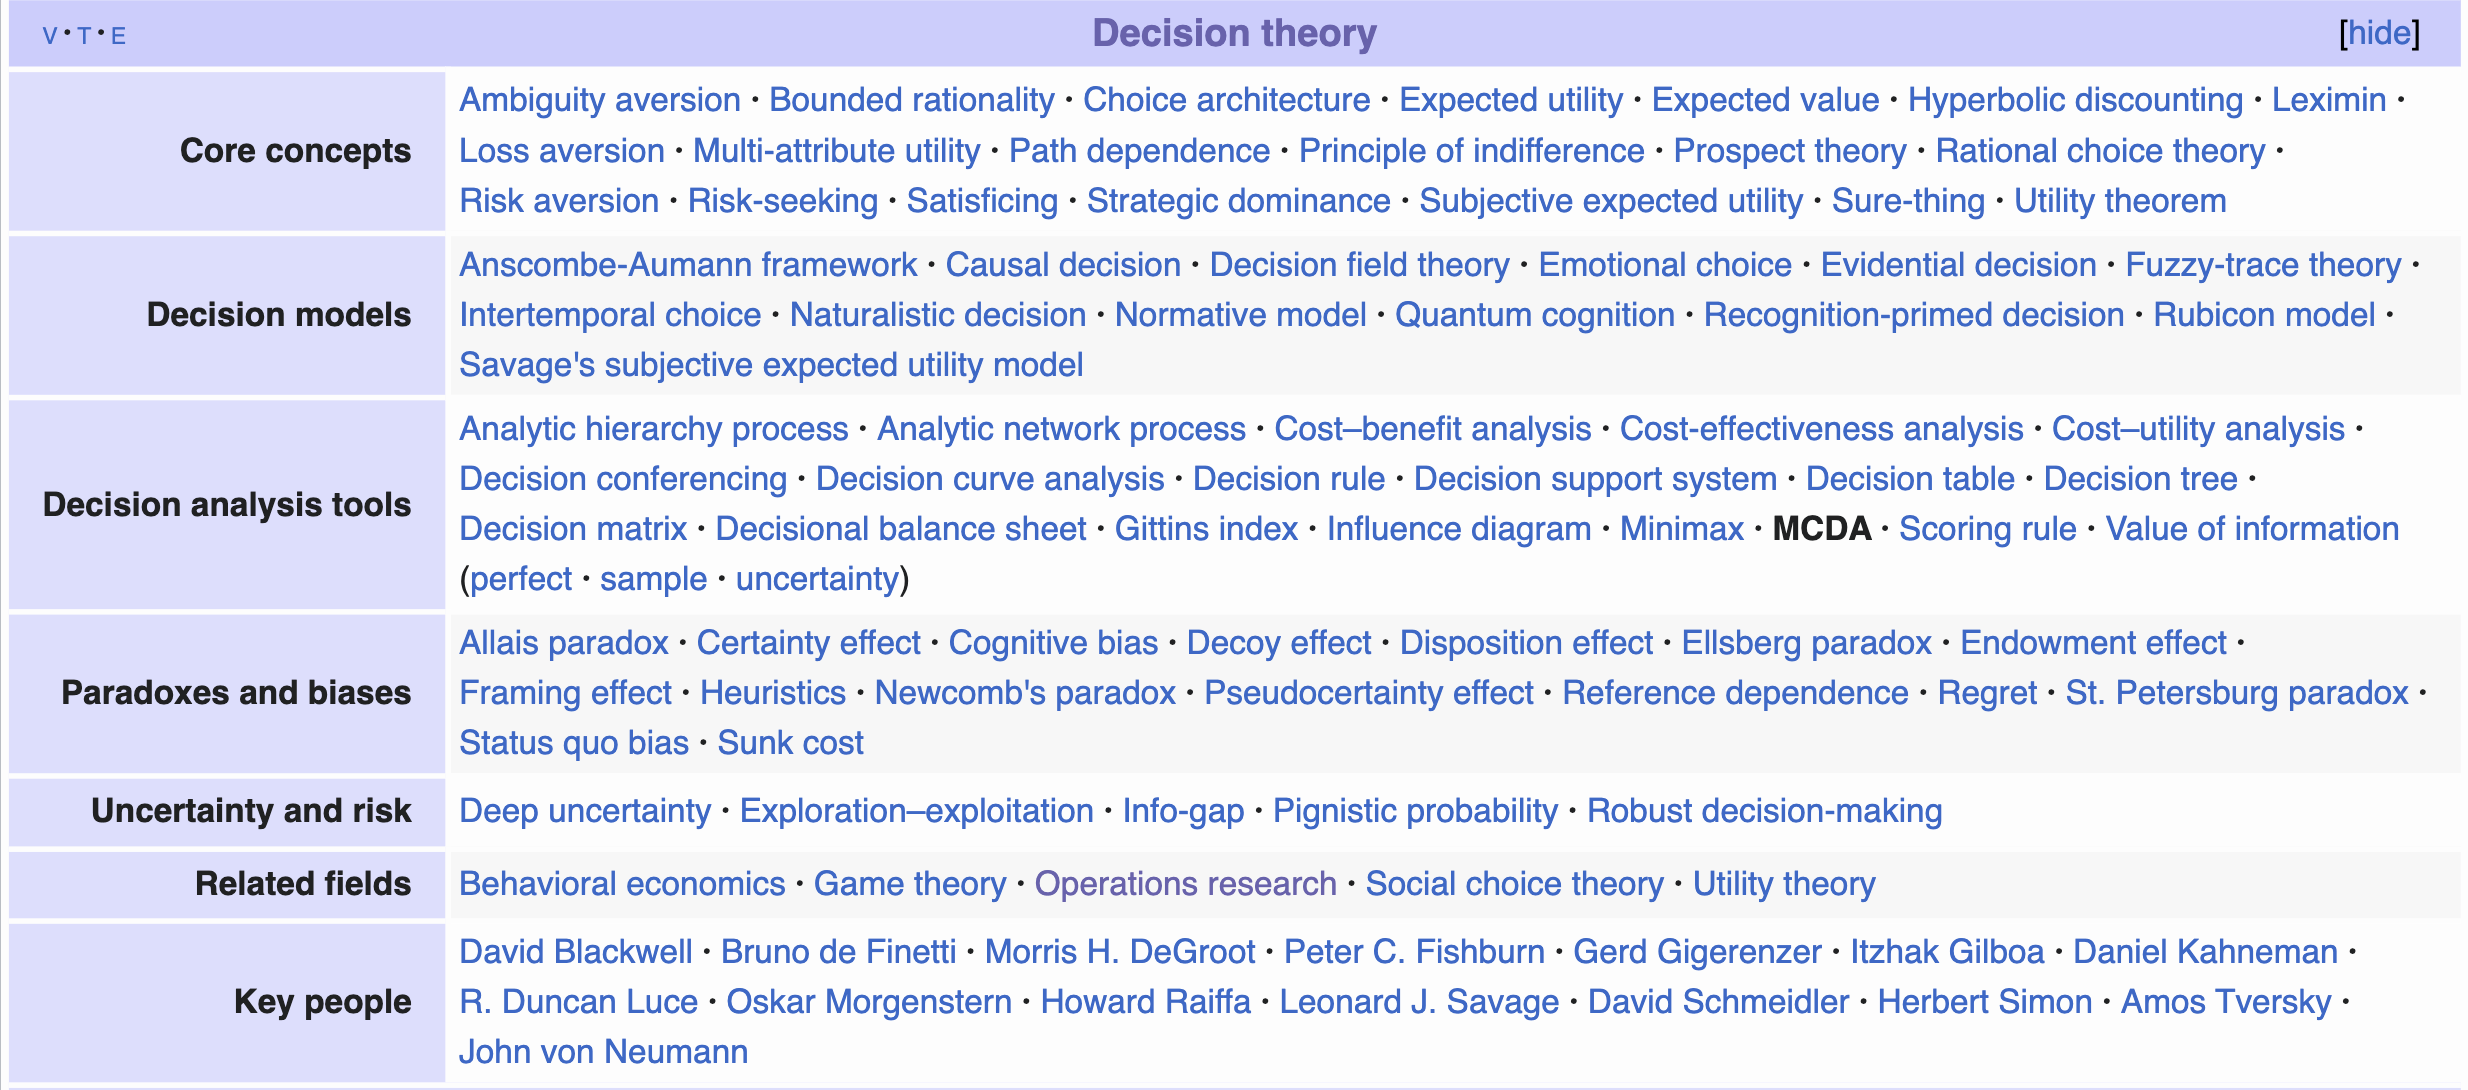 V · T · E Decision theory [hide]
Core concepts
Ambiguity aversion · Bounded rationality · Choice architecture · Expected utility · Expected value · Hyperbolic discounting · Leximin ·
Loss aversion · Multi-attribute utility · Path dependence · Principle of indifference · Prospect theory · Rational choice theory ·
Risk aversion · Risk-seeking · Satisficing · Strategic dominance · Subjective expected utility · Sure-thing · Utility theorem
Decision models
Anscombe-Aumann framework · Causal decision · Decision field theory · Emotional choice · Evidential decision · Fuzzy-trace theory ·
Intertemporal choice · Naturalistic decision · Normative model · Quantum cognition · Recognition-primed decision · Rubicon model ·
Savage's subjective expected utility model
Decision analysis tools
Analytic hierarchy process · Analytic network process · Cost–benefit analysis · Cost-effectiveness analysis · Cost–utility analysis ·
Decision conferencing · Decision curve analysis · Decision rule · Decision support system · Decision table · Decision tree ·
Decision matrix · Decisional balance sheet · Gittins index · Influence diagram · Minimax · MCDA · Scoring rule · Value of information
(perfect · sample · uncertainty)
Paradoxes and biases
Allais paradox · Certainty effect · Cognitive bias · Decoy effect · Disposition effect · Ellsberg paradox · Endowment effect ·
Framing effect · Heuristics · Newcomb's paradox · Pseudocertainty effect · Reference dependence · Regret · St. Petersburg paradox ·
Status quo bias · Sunk cost
Uncertainty and risk
Deep uncertainty · Exploration–exploitation · Info-gap · Pignistic probability · Robust decision-making
Related fields
Behavioral economics · Game theory · Operations research · Social choice theory · Utility theory
Key people
David Blackwell · Bruno de Finetti · Morris H. DeGroot · Peter C. Fishburn · Gerd Gigerenzer · Itzhak Gilboa · Daniel Kahneman ·
R. Duncan Luce · Oskar Morgenstern · Howard Raiffa · Leonard J. Savage · David Schmeidler · Herbert Simon · Amos Tversky ·
John von Neumann